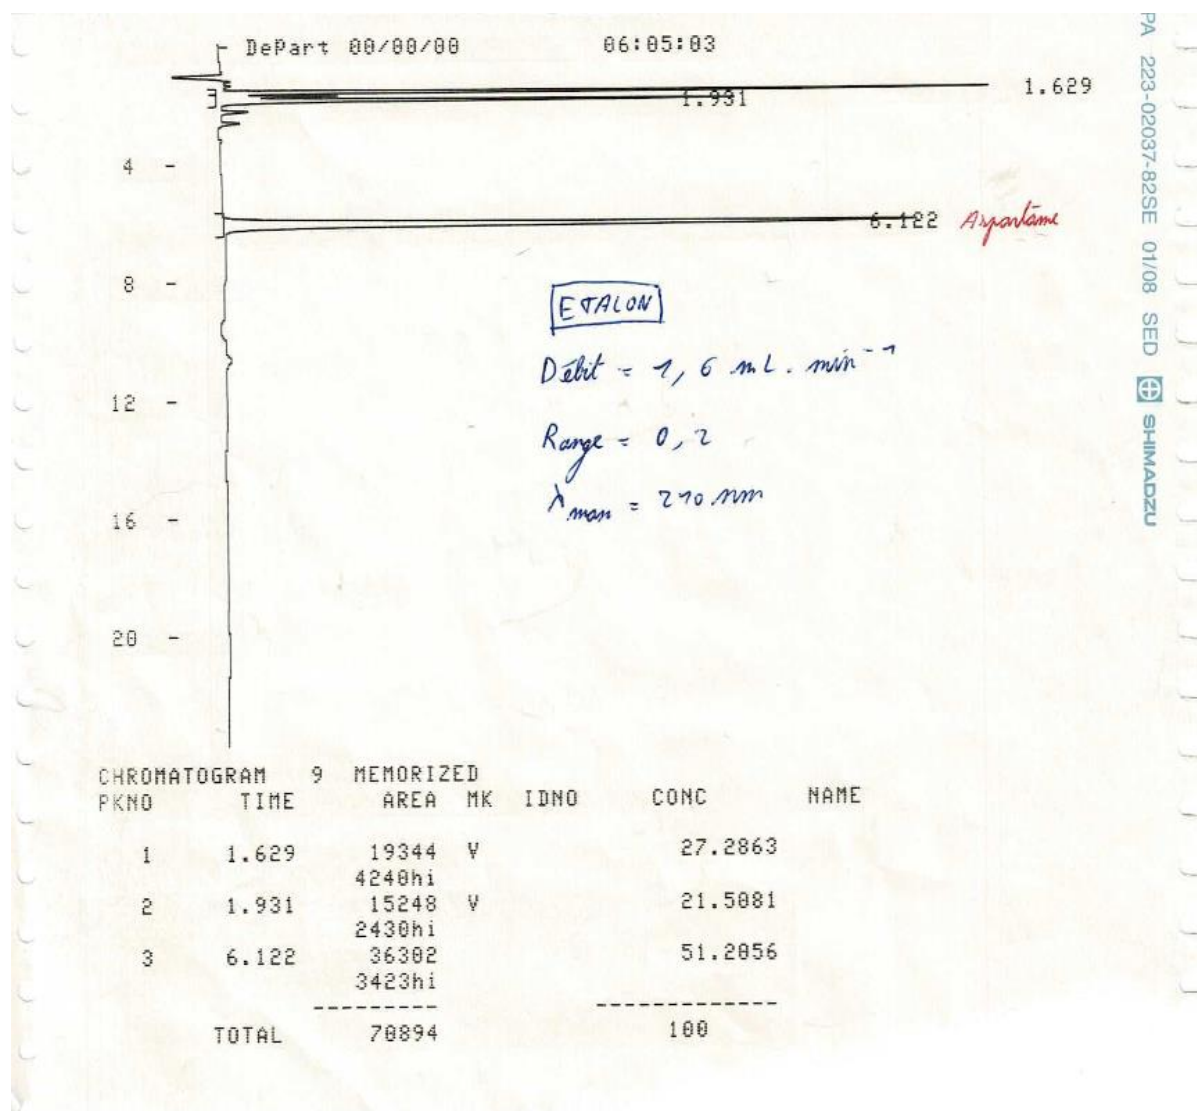 DePart 00/00/00 06:05:03
1.629
1.931
4 -
6.122 Aspartame
8 -
ETALON
Débit = 1,6 mL.min⁻¹
12 -
Range = 0,2
λmax = 210 nm
16 -
20 -
PA 223-02037-82SE 01/08 SED SHIMADZU
CHROMATOGRAM 9 MEMORIZED
PKNO TIME AREA MK IDNO CONC NAME
1 1.629 19344 V 27.2863
4240hi
2 1.931 15248 V 21.5081
2430hi
3 6.122 36302 51.2056
3423hi
TOTAL 70894 100